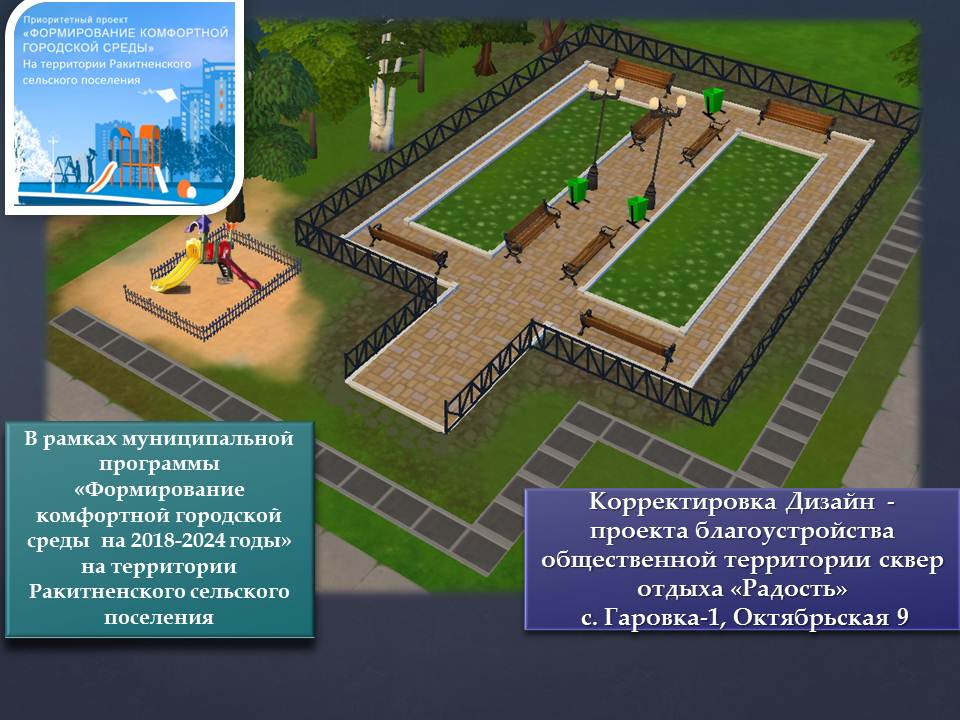 Приоритетный проект
«ФОРМИРОВАНИЕ КОМФОРТНОЙ
ГОРОДСКОЙ СРЕДЫ»
На территории Ракитненского
сельского поселения
В рамках муниципальной
программы
«Формирование
комфортной городской
среды на 2018-2024 годы»
на территории
Ракитненского сельского
поселения
Корректировка Дизайн -
проекта благоустройства
общественной территории сквер
отдыха «Радость»
с. Гаровка-1, Октябрьская 9